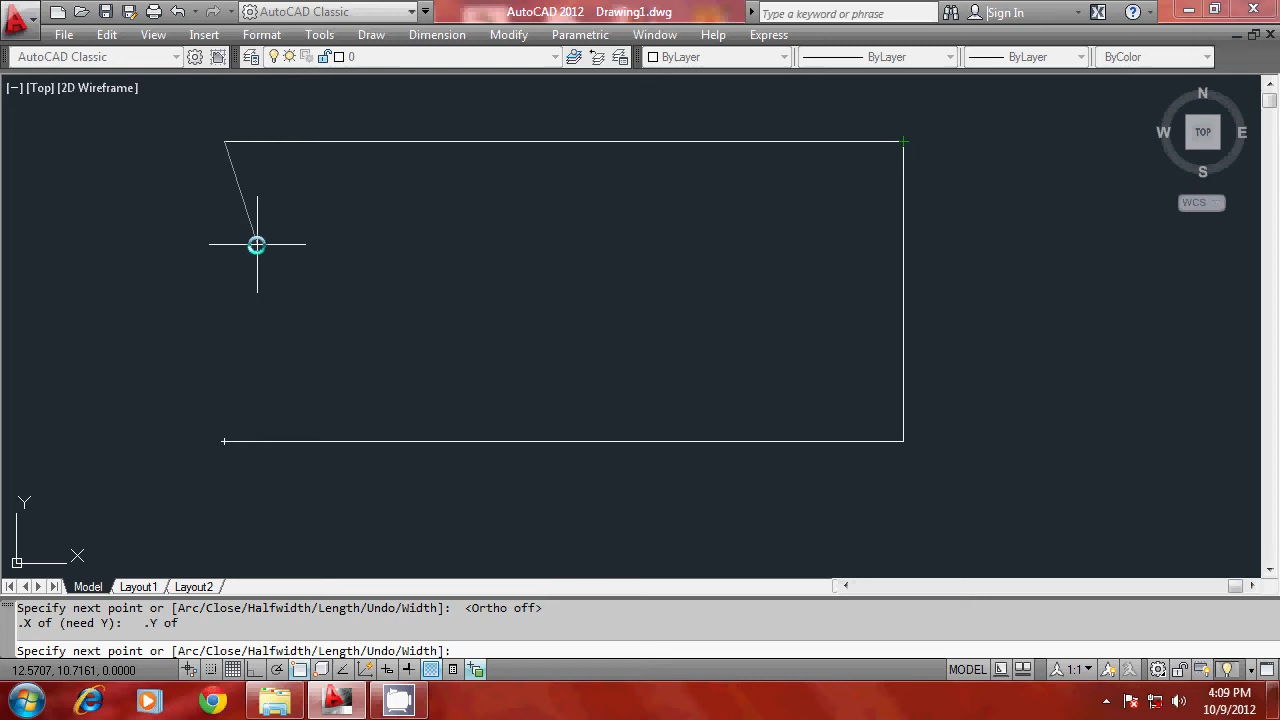 AutoCAD Classic
AutoCAD 2012 Drawing1.dwg
Type a keyword or phrase
Sign In
File Edit View Insert Format Tools Draw Dimension Modify Parametric Window Help Express
AutoCAD Classic
0
ByLayer
ByLayer
ByLayer
ByColor
[−] [Top] [2D Wireframe]
N
W TOP E
S
WCS
Y
X
Model Layout1 Layout2
Specify next point or [Arc/Close/Halfwidth/Length/Undo/Width]: <Ortho off>
.X of (need Y): .Y of
Specify next point or [Arc/Close/Halfwidth/Length/Undo/Width]:
12.5707, 10.7161, 0.0000
MODEL
1:1
4:09 PM
10/9/2012